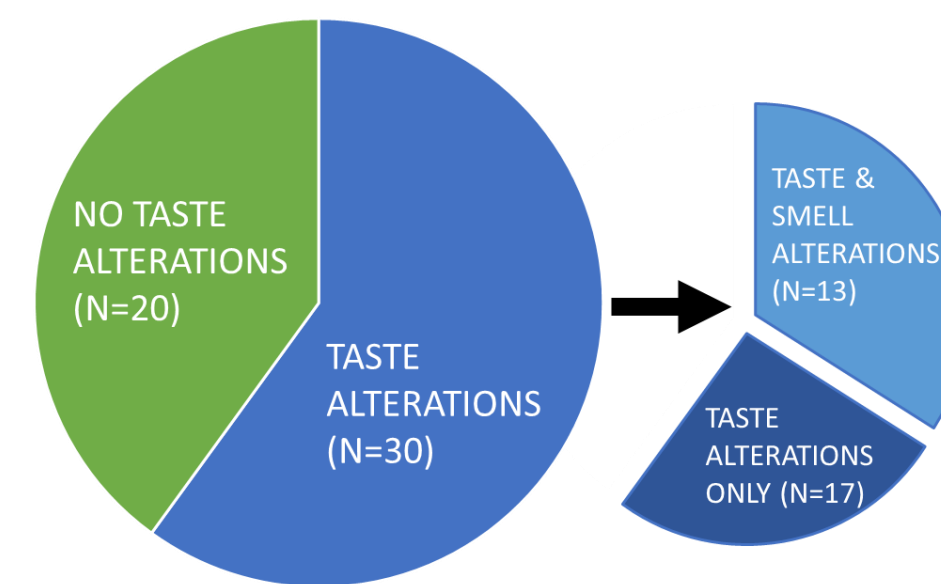 NO TASTE
ALTERATIONS
(N=20)
TASTE
ALTERATIONS
(N=30)
TASTE &
SMELL
ALTERATIONS
(N=13)
TASTE
ALTERATIONS
ONLY (N=17)